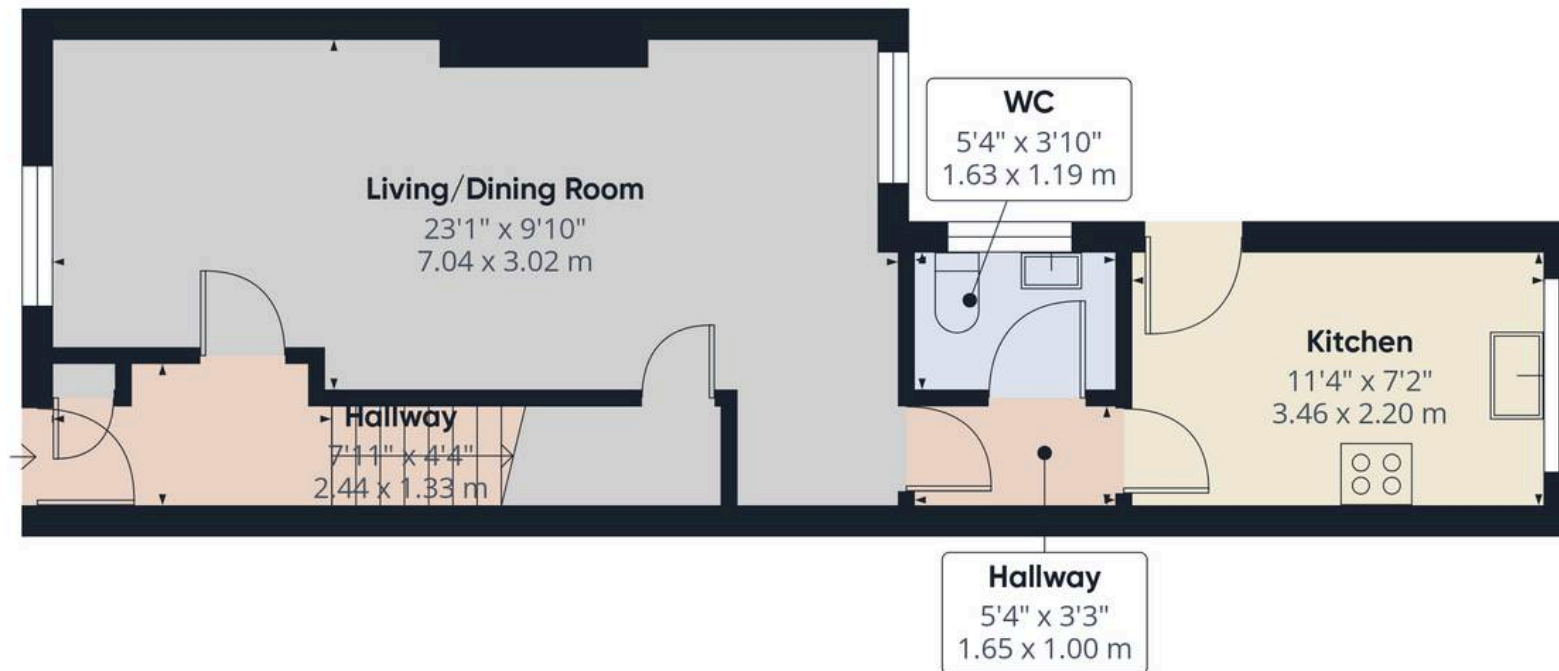 WC
5'4" x 3'10"
1.63 x 1.19 m
Living/Dining Room
23'1" x 9'10"
7.04 x 3.02 m
Kitchen
11'4" x 7'2"
3.46 x 2.20 m
Hallway
7'11" x 4'4"
2.44 x 1.33 m
Hallway
5'4" x 3'3"
1.65 x 1.00 m